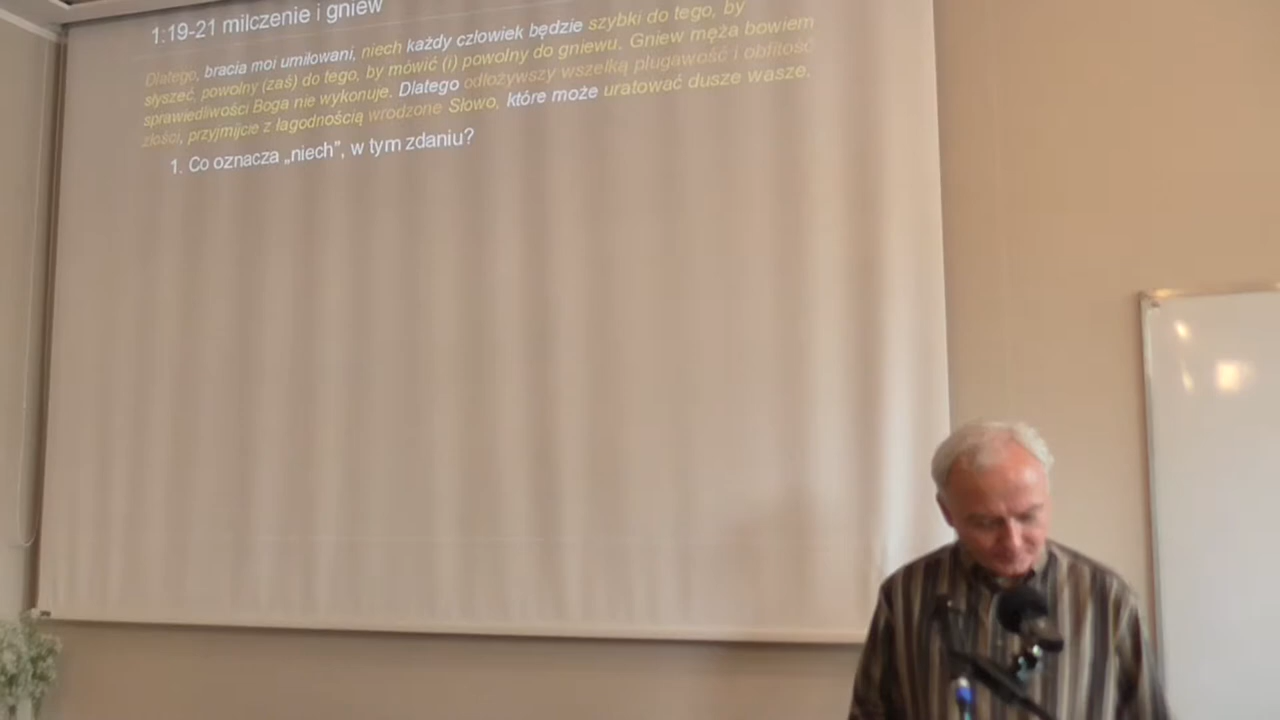 1:19-21 milczenie i gniew
Dlatego, bracia moi umiłowani, niech każdy człowiek będzie szybki do tego, by
słyszeć, powolny (zaś) do tego, by mówić (i) powolny do gniewu. Gniew męża bowiem
sprawiedliwości Boga nie wykonuje. Dlatego odłożywszy wszelką plugawość i obfitość
złości, przyjmijcie z łagodnością wrodzone Słowo, które może uratować dusze wasze.
1. Co oznacza „niech”, w tym zdaniu?